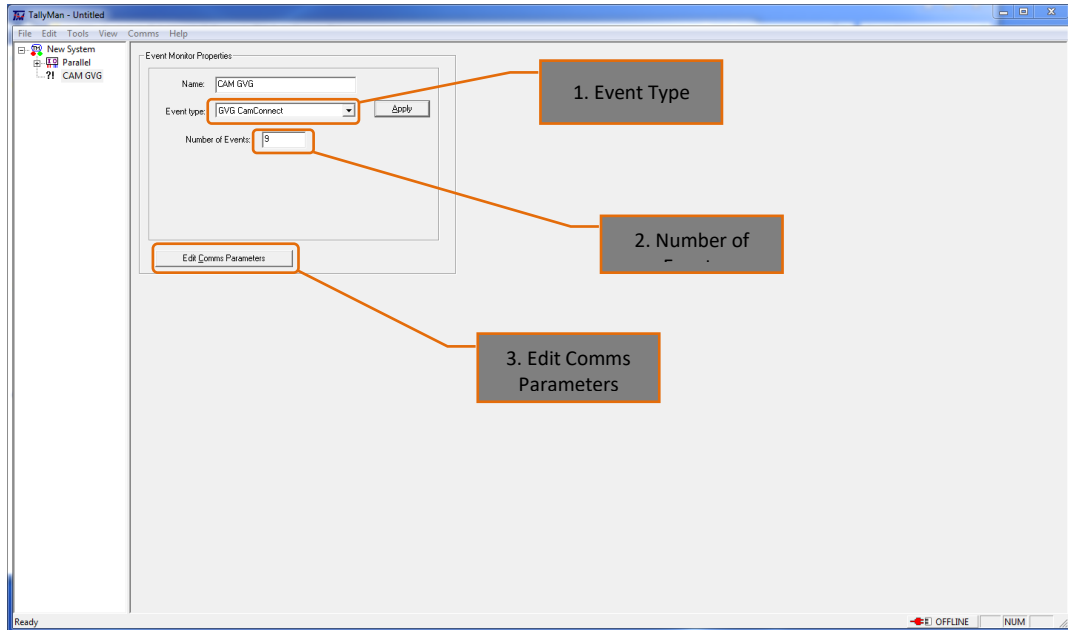 TallyMan - Untitled
File Edit Tools View Comms Help
New System
Parallel
?! CAM GVG
Event Monitor Properties
Name: CAM GVG
Event type: GVG CamConnect
Apply
Number of Events: 9
Edit Comms Parameters
1. Event Type
2. Number of
3. Edit Comms
Parameters
Ready
OFFLINE
NUM